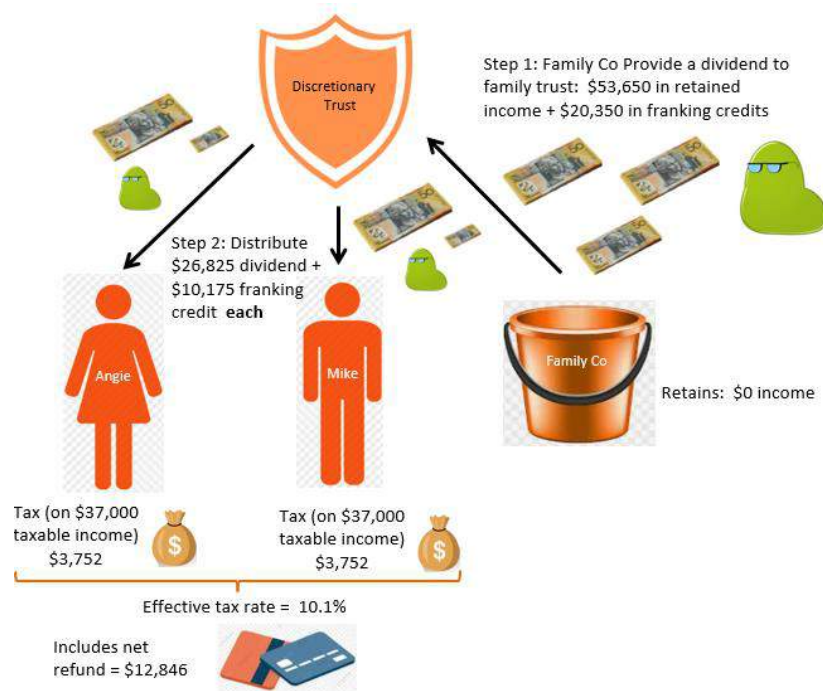 Discretionary
Trust
Step 1: Family Co Provide a dividend to
family trust: $53,650 in retained
income + $20,350 in franking credits
Step 2: Distribute
$26,825 dividend +
$10,175 franking
credit each
Angie
Mike
Family Co
Retains: $0 income
Tax (on $37,000
taxable income)
$3,752
Tax (on $37,000
taxable income)
$3,752
Effective tax rate = 10.1%
Includes net
refund = $12,846